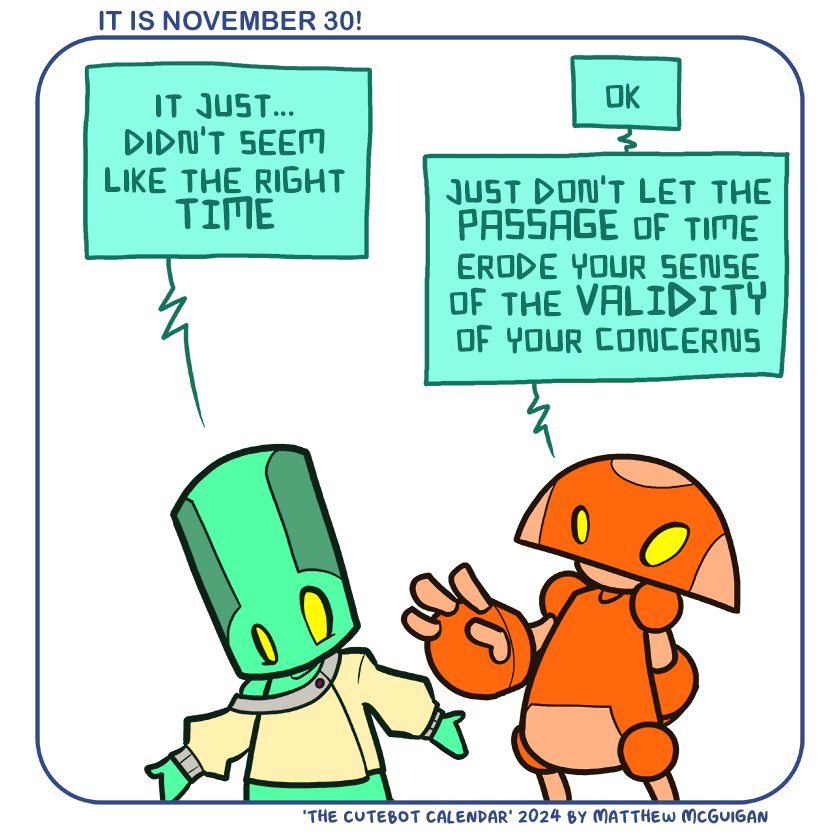 IT IS NOVEMBER 30!
IT JUST...
DIDN'T SEEM
LIKE THE RIGHT
TIME
OK
JUST DON'T LET THE
PASSAGE OF TIME
ERODE YOUR SENSE
OF THE VALIDITY
OF YOUR CONCERNS
'THE CUTEBOT CALENDAR' 2024 BY MATTHEW MCGUIGAN